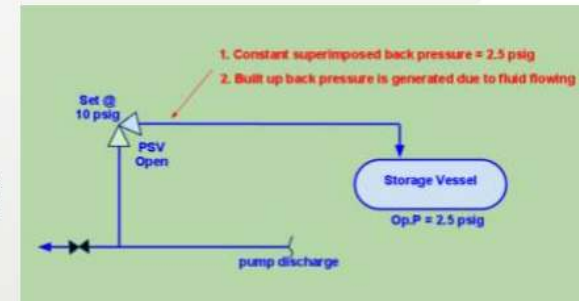 1. Constant superimposed back pressure = 2.5 psig
2. Built up back pressure is generated due to fluid flowing
Set @
10 psig
PSV
Open
Storage Vessel
Op.P = 2.5 psig
pump discharge